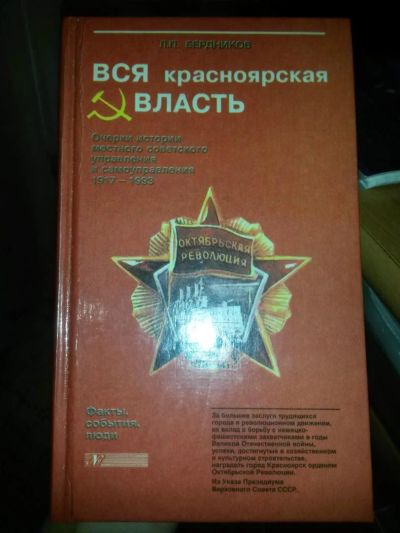 Л.П. БЕРДНИКОВ
ВСЯ красноярская
ВЛАСТЬ
Очерки истории
местного советского
управления
и самоуправления
1917 – 1993
ОКТЯБРЬСКАЯ
РЕВОЛЮЦИЯ
Факты,
события,
люди
За большие заслуги трудящихся
города в революционном движении,
их вклад в борьбу с немецко-
фашистскими захватчиками в годы
Великой Отечественной войны,
успехи, достигнутые в хозяйственном
и культурном строительстве,
наградить город Красноярск орденом
Октябрьской Революции.
Из Указа Президиума
Верховного Совета СССР.